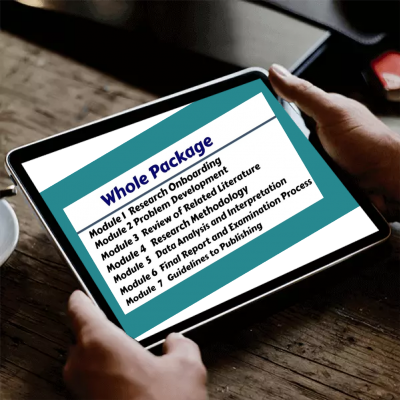 Whole Package
Module 1 Research Onboarding
Module 2 Problem Development
Module 3 Review of Related Literature
Module 4 Research Methodology
Module 5 Data Analysis and Interpretation
Module 6 Final Report and Examination Process
Module 7 Guidelines to Publishing